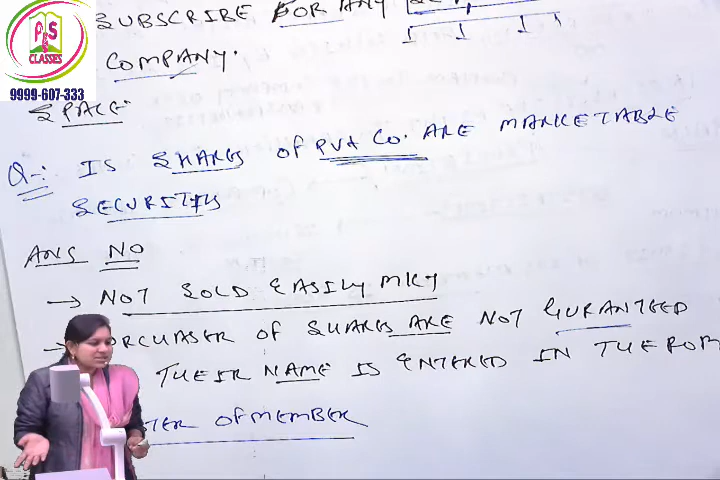 SUBSCRIBE FOR ANY
P&S
CLASSES
COMPANY.
9999-607-333
SPACE
Q-: IS SHARES OF PVt Co. ARE MARKETABLE
SECURITIES
ANS NO
→ NOT SOLD EASILY MKT
→ PURCHASER OF SHARES ARE NOT GURANTEED
THEIR NAME IS ENTERED IN THE
TER OF MEMBER